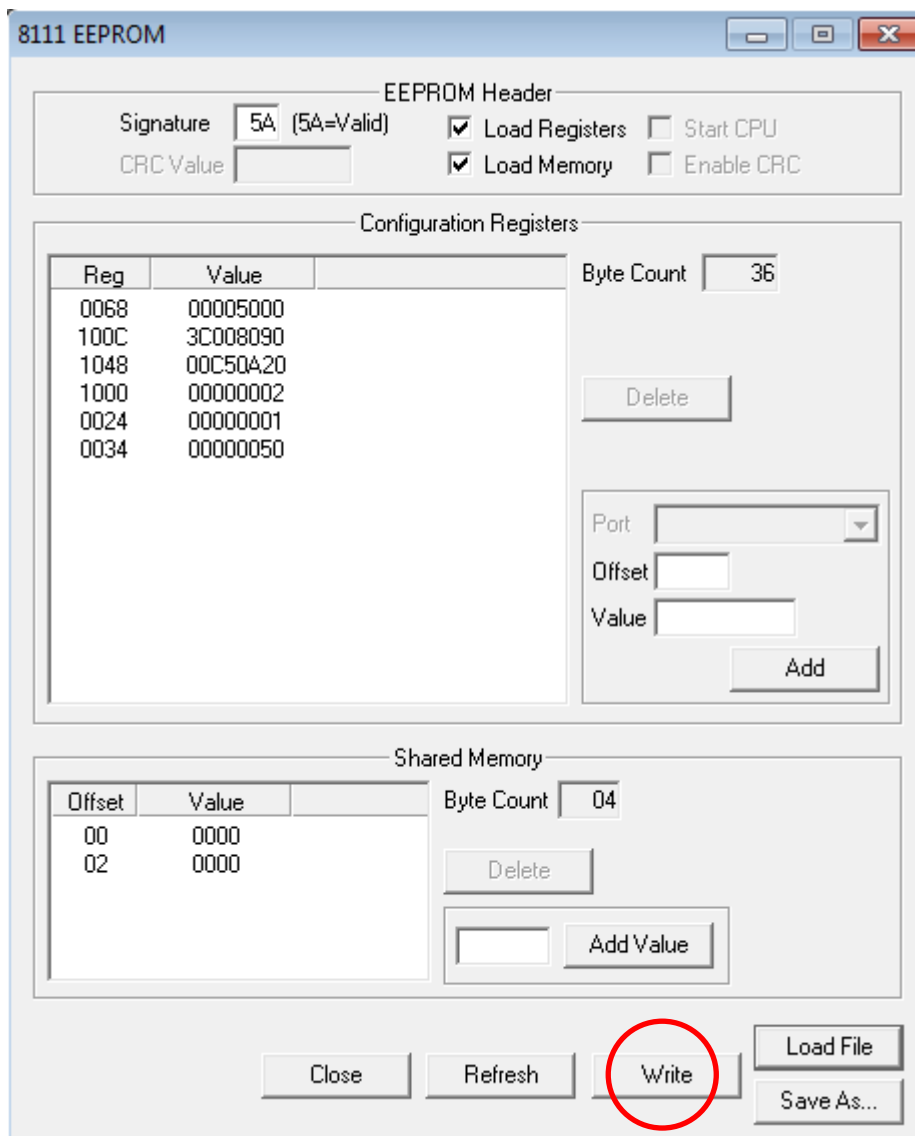 8111 EEPROM
EEPROM Header
Signature 5A (5A=Valid) Load Registers Start CPU
CRC Value Load Memory Enable CRC
Configuration Registers
Reg Value Byte Count 36
0068 00005000
100C 3C008090
1048 00C50A20
1000 00000002
0024 00000001
0034 00000050
Delete
Port
Offset
Value
Add
Shared Memory
Offset Value Byte Count 04
00 0000
02 0000
Delete
Add Value
Close Refresh Write Load File
Save As...